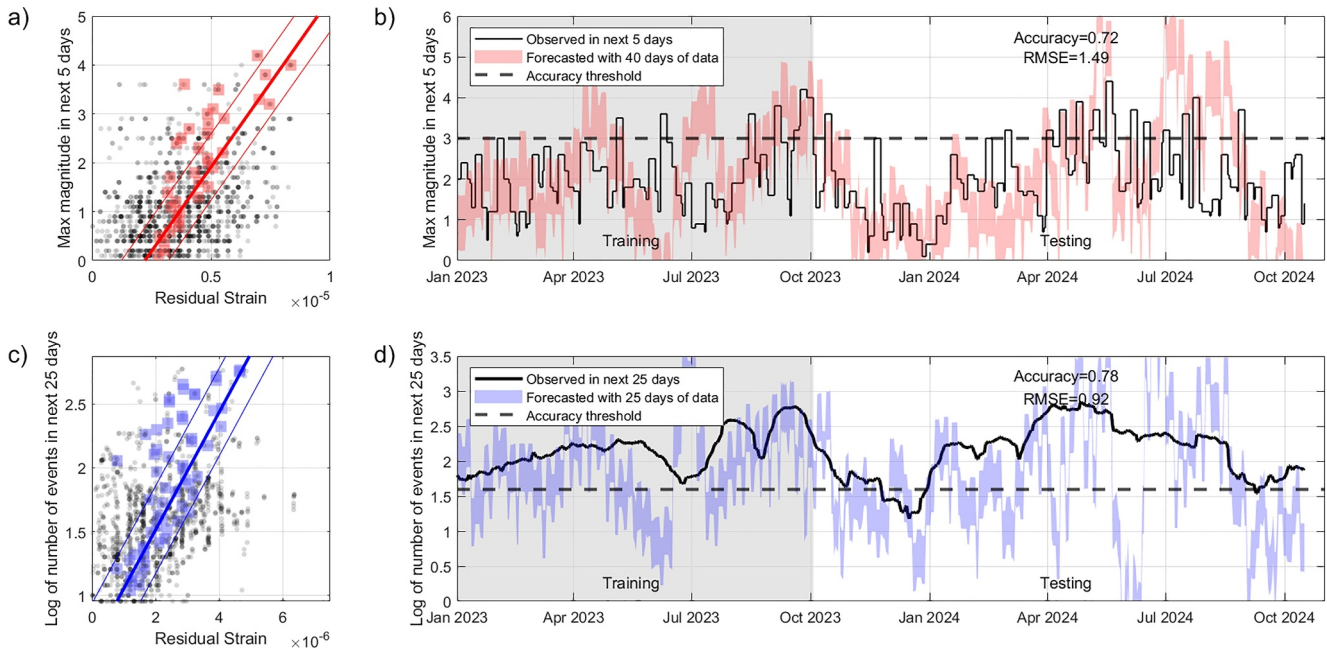 a)
Max magnitude in next 5 days
5
4
3
2
1
0
0 0.5 1
Residual Strain
×10⁻⁵
b)
Max magnitude in next 5 days
6
5
4
3
2
1
0
Observed in next 5 days
Forecasted with 40 days of data
Accuracy threshold
Accuracy=0.72
RMSE=1.49
Training
Testing
Jan 2023 Apr 2023 Jul 2023 Oct 2023 Jan 2024 Apr 2024 Jul 2024 Oct 2024
c)
Log of number of events in next 25 days
2.5
2
1.5
1
0 2 4 6
Residual Strain
×10⁻⁶
d)
Log of number of events in next 25 days
3.5
3
2.5
2
1.5
1
0.5
0
Observed in next 25 days
Forecasted with 25 days of data
Accuracy threshold
Accuracy=0.78
RMSE=0.92
Training
Testing
Jan 2023 Apr 2023 Jul 2023 Oct 2023 Jan 2024 Apr 2024 Jul 2024 Oct 2024